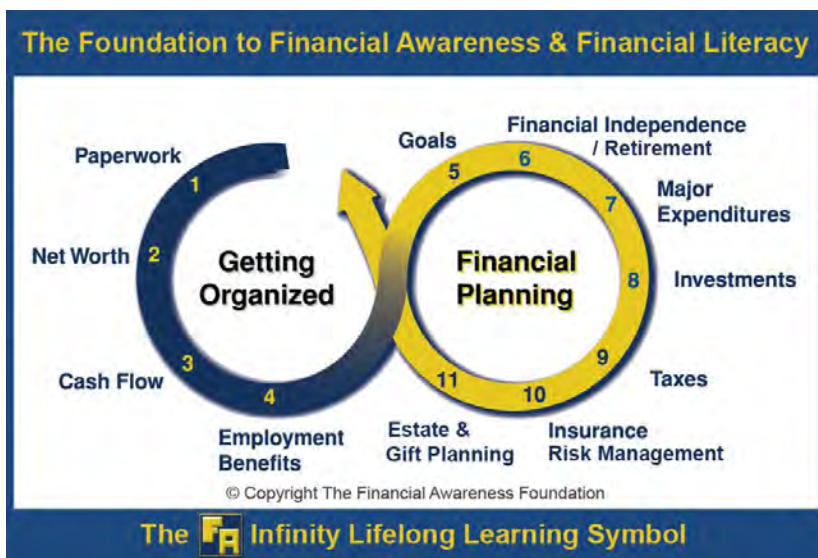 The Foundation to Financial Awareness & Financial Literacy
Paperwork
1
Net Worth
2
Cash Flow
3
4
Employment
Benefits
Getting
Organized
Goals
5
Financial Independence
/ Retirement
6
7
Major
Expenditures
8
Investments
9
Taxes
10
Insurance
Risk Management
11
Estate &
Gift Planning
Financial
Planning
© Copyright The Financial Awareness Foundation
The FA Infinity Lifelong Learning Symbol